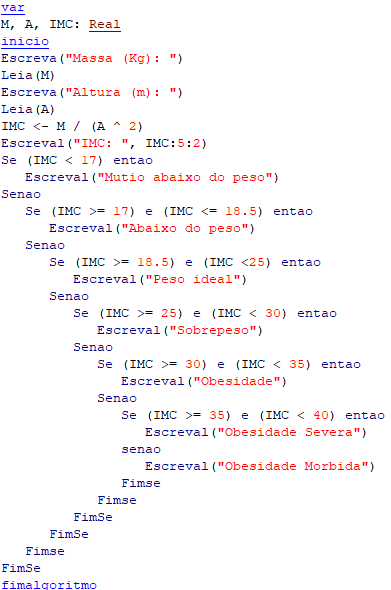 var
M, A, IMC: Real
inicio
Escreva("Massa (Kg): ")
Leia(M)
Escreva("Altura (m): ")
Leia(A)
IMC <- M / (A ^ 2)
Escreval("IMC: ", IMC:5:2)
Se (IMC < 17) entao
   Escreval("Mutio abaixo do peso")
Senao
   Se (IMC >= 17) e (IMC <= 18.5) entao
      Escreval("Abaixo do peso")
   Senao
      Se (IMC >= 18.5) e (IMC <25) entao
         Escreval("Peso ideal")
      Senao
         Se (IMC >= 25) e (IMC < 30) entao
            Escreval("Sobrepeso")
         Senao
            Se (IMC >= 30) e (IMC < 35) entao
               Escreval("Obesidade")
            Senao
               Se (IMC >= 35) e (IMC < 40) entao
                  Escreval("Obesidade Severa")
               senao
                  Escreval("Obesidade Morbida")
               Fimse
            Fimse
         FimSe
      FimSe
   Fimse
FimSe
fimalgoritmo